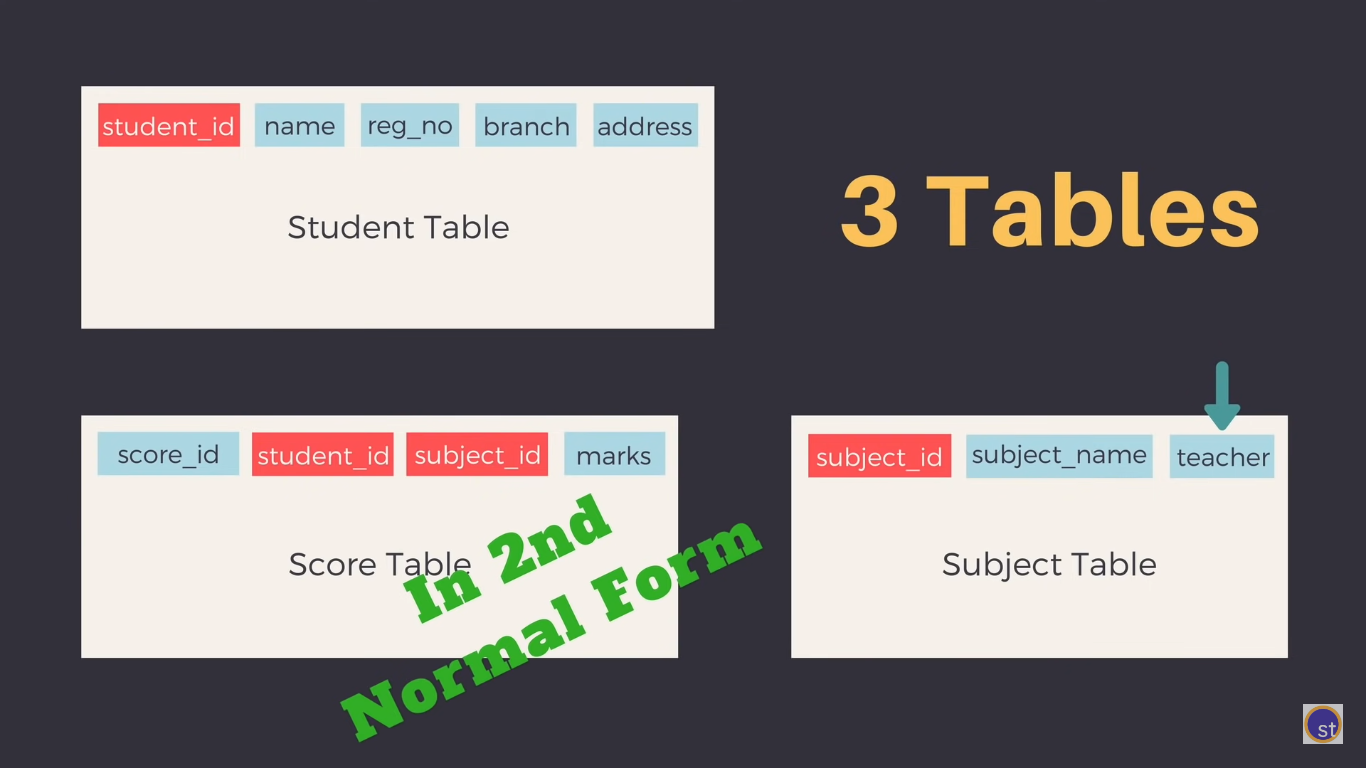 student_id name reg_no branch address
Student Table
3 Tables
score_id student_id subject_id marks
Score Table
In 2nd
Normal Form
subject_id subject_name teacher
Subject Table
st